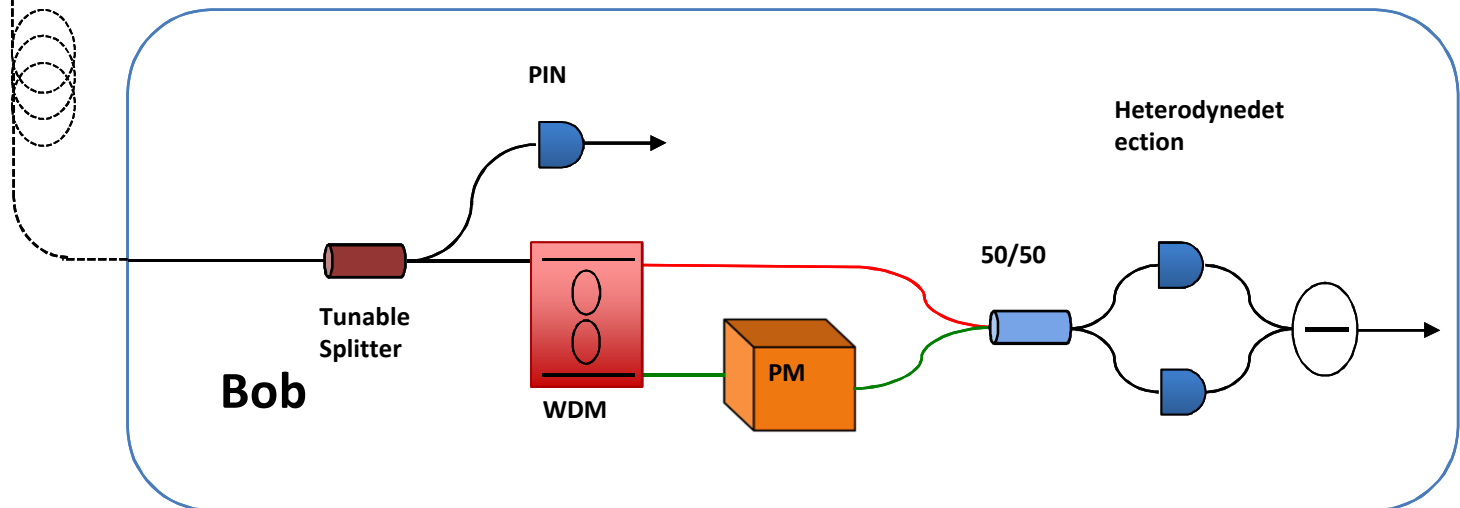 PIN
Heterodynedet
ection
50/50
Tunable
Splitter
PM
Bob
WDM